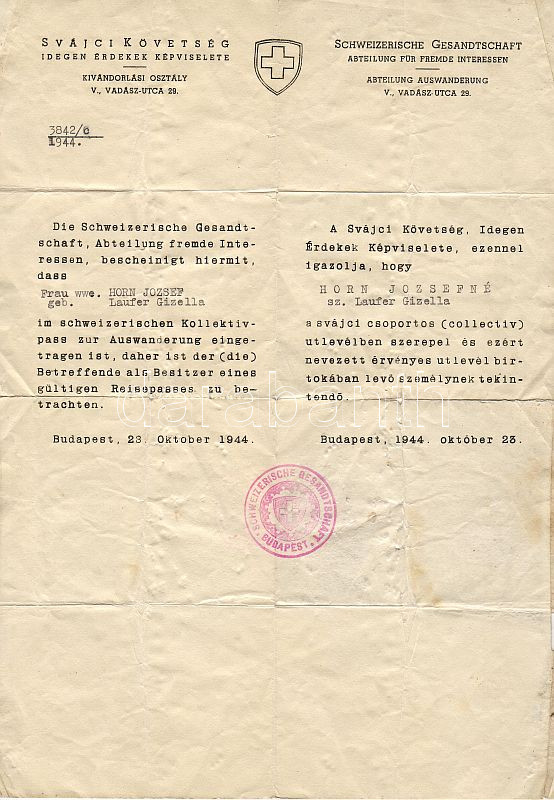 SVÁJCI KÖVETSÉG
IDEGEN ÉRDEKEK KÉPVISELETE
KIVÁNDORLÁSI OSZTÁLY
V., VADÁSZ-UTCA 29.
SCHWEIZERISCHE GESANDTSCHAFT
ABTEILUNG FÜR FREMDE INTERESSEN
ABTEILUNG AUSWANDERUNG
V., VADÁSZ-UTCA 29.
3842/c
1944.
Die Schweizerische Gesandt-
schaft, Abteilung fremde Inte-
ressen, bescheinigt hiermit,
dass
Frau wwe. HORN JOZSEF
geb. Laufer Gizella
im schweizerischen Kollektiv-
pass zur Auswanderung einge-
tragen ist, daher ist der (die)
Betreffende als Besitzer eines
gültigen Reisepasses zu be-
trachten.
Budapest, 23. Oktober 1944.
A Svájci Követség, Idegen
Érdekek Képviselete, ezennel
igazolja, hogy
HORN JOZSEFNÉ
sz. Laufer Gizella
a svájci csoportos (collectiv)
utlevélben szerepel és ezért
nevezett érvényes utlevél bir-
tokában levő személynek tekin-
tendő.
Budapest, 1944. október 23.
SCHWEIZERISCHE GESANDTSCHAFT
BUDAPEST.
darabanth